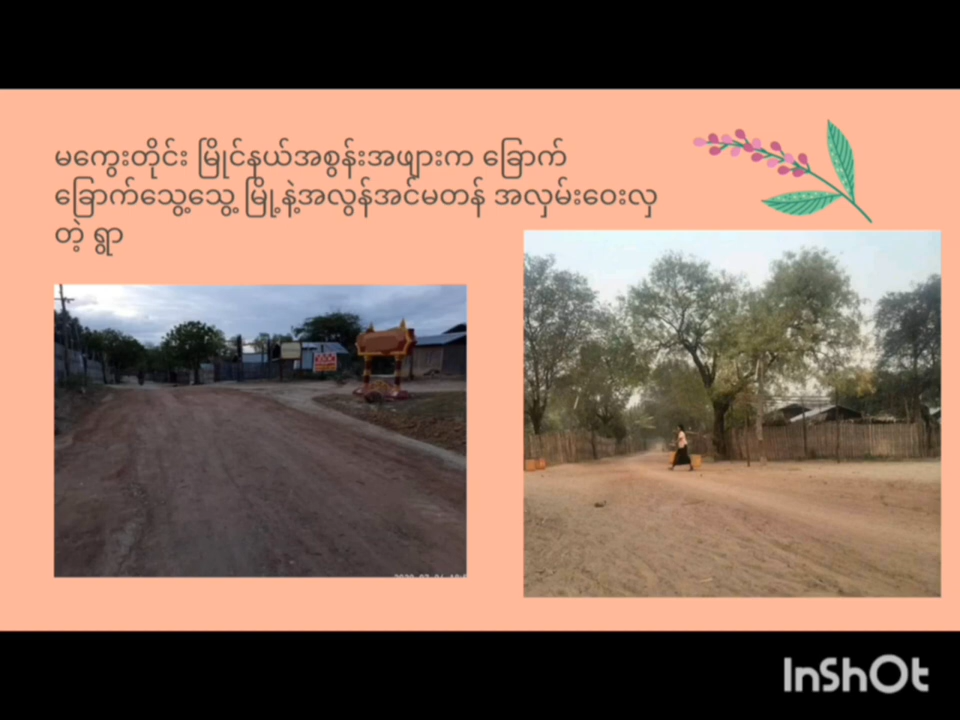 မကွေးတိုင်း မြိုင်နယ်အစွန်းအဖျားက ခြောက်
ခြောက်သွေ့သွေ့ မြို့နဲ့အလွန်အင်မတန် အလှမ်းဝေးလှ
တဲ့ ရွာ
InShOt